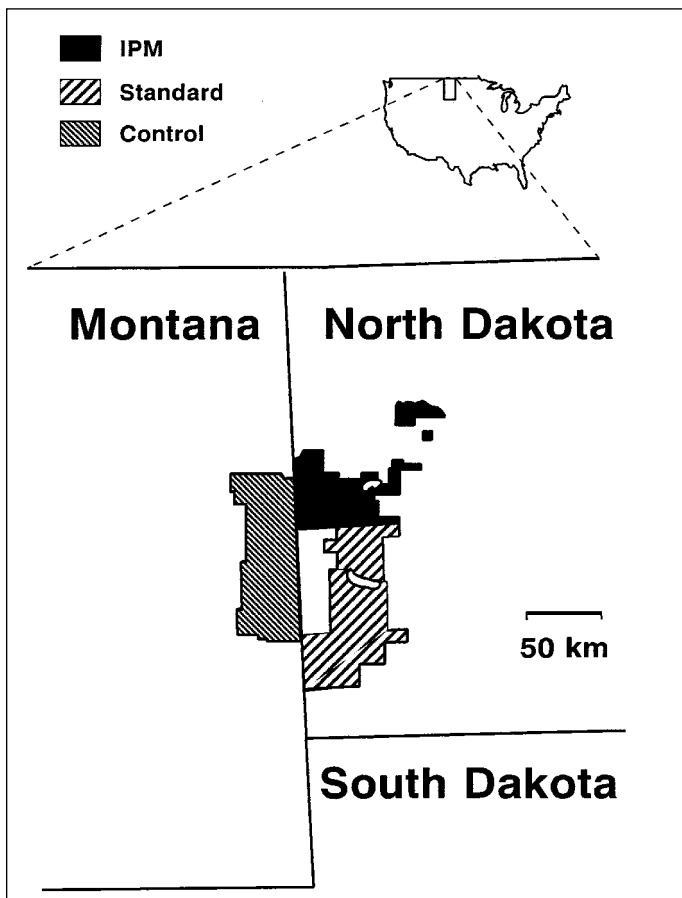 IPM
Standard
Control
Montana
North Dakota
50 km
South Dakota